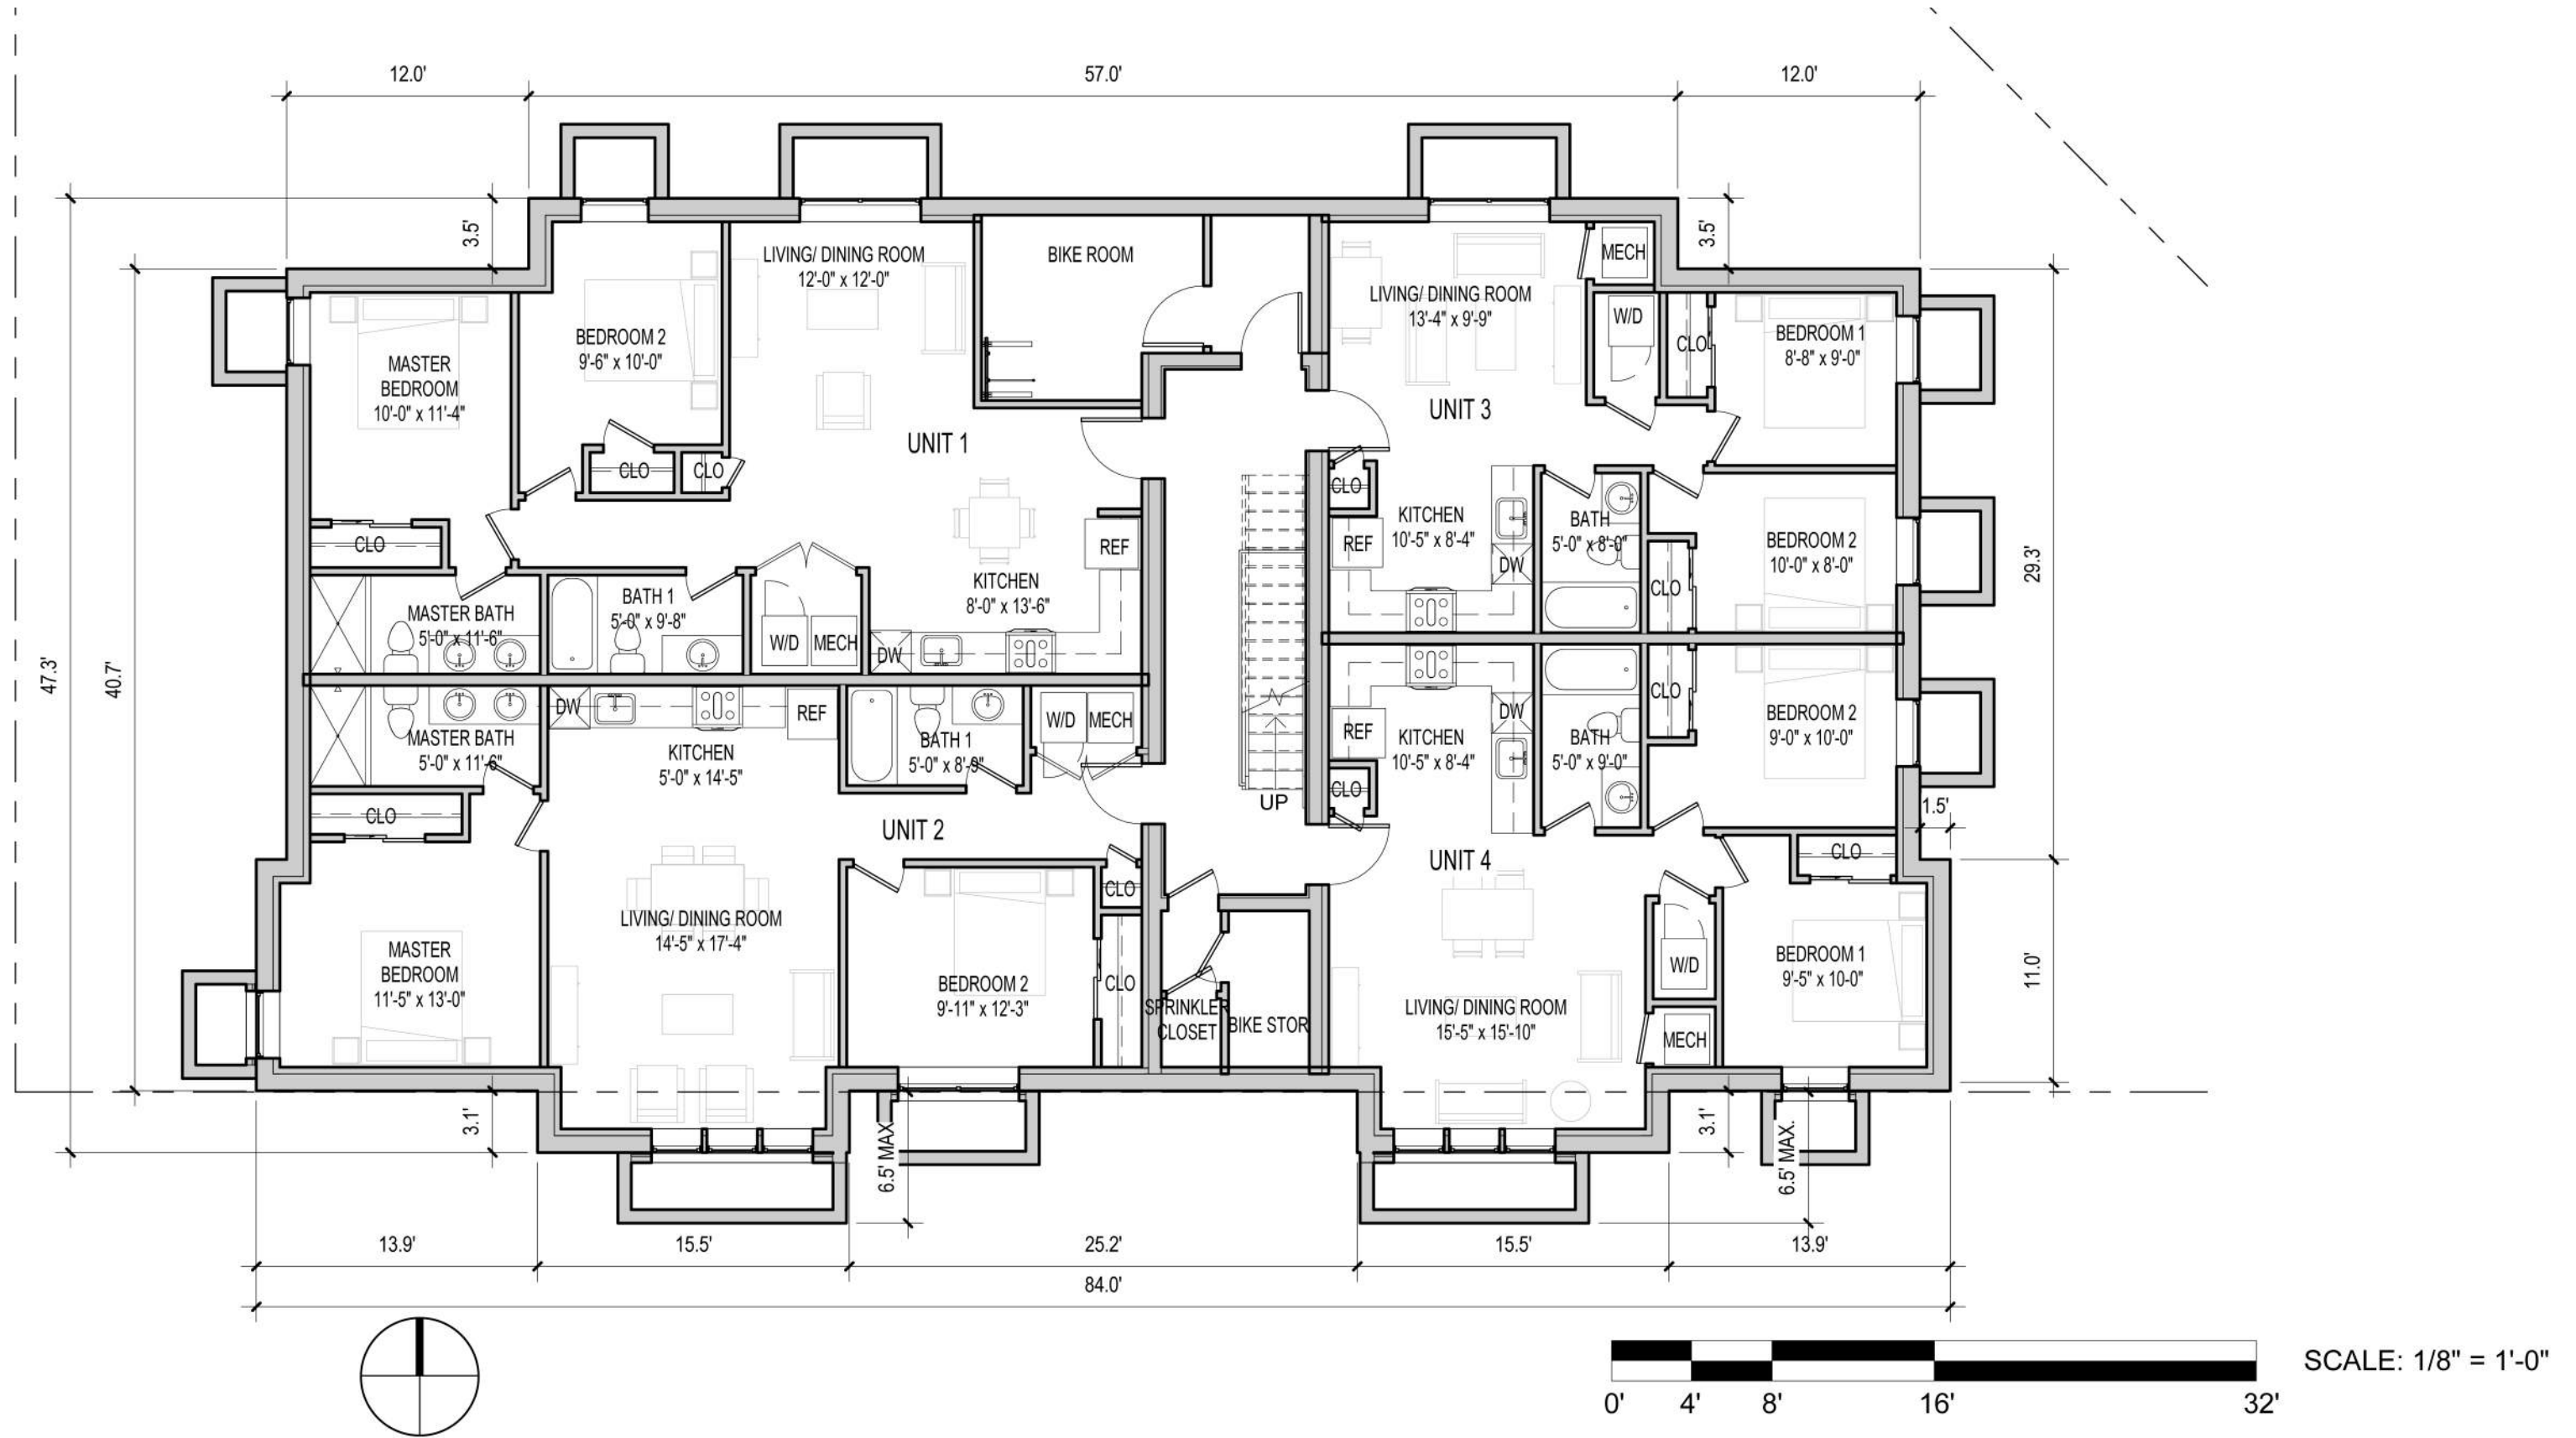 12.0'
57.0'
12.0'
3.5'
3.5'
47.3'
40.7'
29.3'
11.0'
1.5'
MASTER
BEDROOM
10'-0" x 11'-4"
BEDROOM 2
9'-6" x 10'-0"
LIVING/ DINING ROOM
12'-0" x 12'-0"
BIKE ROOM
UNIT 1
CLO
CLO
CLO
MASTER BATH
5'-0" x 11'-6"
BATH 1
5'-0" x 9'-8"
W/D
MECH
KITCHEN
8'-0" x 13'-6"
REF
DW
LIVING/ DINING ROOM
13'-4" x 9'-9"
MECH
W/D
CLO
BEDROOM 1
8'-8" x 9'-0"
UNIT 3
CLO
KITCHEN
10'-5" x 8'-4"
REF
DW
BATH
5'-0" x 8'-0"
BEDROOM 2
10'-0" x 8'-0"
CLO
MASTER BATH
5'-0" x 11'-6"
CLO
DW
REF
KITCHEN
5'-0" x 14'-5"
BATH 1
5'-0" x 8'-9"
W/D
MECH
UNIT 2
UP
CLO
LIVING/ DINING ROOM
14'-5" x 17'-4"
MASTER
BEDROOM
11'-5" x 13'-0"
BEDROOM 2
9'-11" x 12'-3"
CLO
SPRINKLER
CLOSET
BIKE STOR
CLO
DW
REF
KITCHEN
10'-5" x 8'-4"
CLO
BATH
5'-0" x 9'-0"
BEDROOM 2
9'-0" x 10'-0"
UNIT 4
CLO
W/D
BEDROOM 1
9'-5" x 10-0"
LIVING/ DINING ROOM
15'-5" x 15'-10"
MECH
3.1'
6.5' MAX.
3.1'
6.5' MAX.
13.9'
15.5'
25.2'
15.5'
13.9'
84.0'
SCALE: 1/8" = 1'-0"
0' 4' 8' 16' 32'